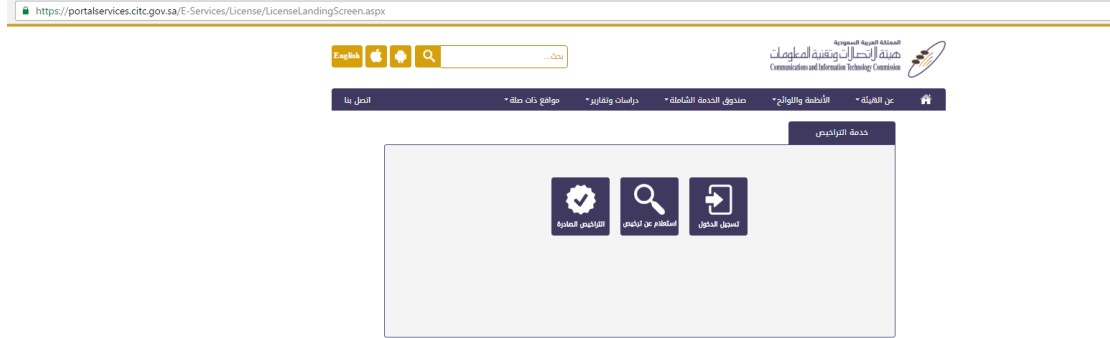 https://portalservices.citc.gov.sa/E-Services/License/LicenseLandingScreen.aspx
المملكة العربية السعودية
هيئة الاتصالات وتقنية المعلومات
Communications and Information Technology Commission
بحث...
English
عن الهيئة
الأنظمة واللوائح
صندوق الخدمة الشاملة
دراسات وتقارير
مواقع ذات صلة
اتصل بنا
خدمة التراخيص
تسجيل الدخول
استعلام عن ترخيص
التراخيص الصادرة